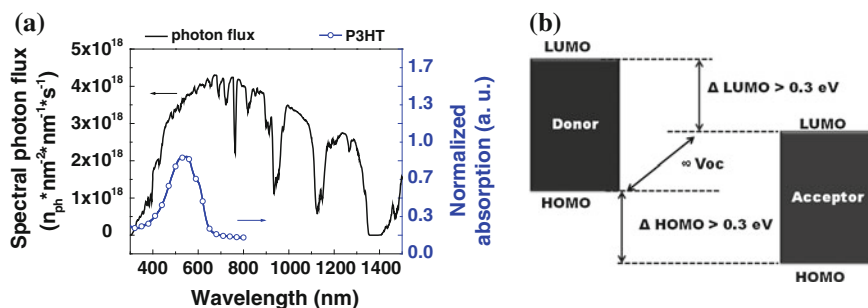 (a)
photon flux
P3HT
Spectral photon flux
(n_ph*nm^-2*nm^-1*s^-1)
5x10^18
4x10^18
3x10^18
2x10^18
1x10^18
0
1.7
1.3
1.0
0.7
0.3
0.0
Normalized
absorption (a. u.)
400 600 800 1000 1200 1400
Wavelength (nm)
(b)
LUMO
Δ LUMO > 0.3 eV
Donor
LUMO
∞ Voc
HOMO
Acceptor
Δ HOMO > 0.3 eV
HOMO